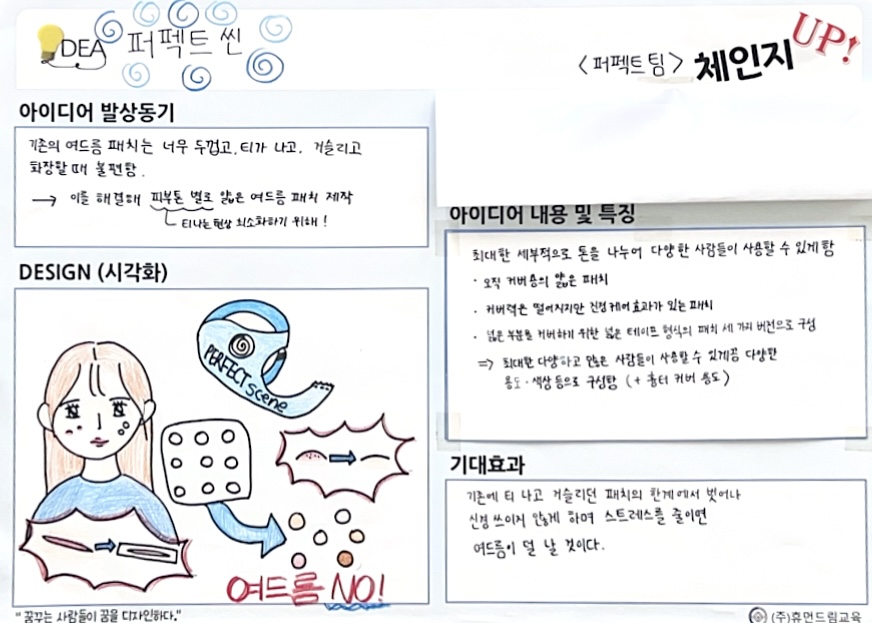 IDEA 퍼펙트 씬
<퍼펙트 팀> 체인지 UP!
아이디어 발상동기
기존의 여드름 패치는 너무 두껍고, 티가 나고, 거슬리고
화장할 때 불편함.
→ 이를 해결해 피부톤 별로 얇은 여드름 패치 제작
티나는 현상 최소화하기 위해!
DESIGN (시각화)
PERFECT scene
여드름 NO!
아이디어 내용 및 특징
최대한 세부적으로 톤을 나누어 다양한 사람들이 사용할 수 있게 함
· 오직 커버용의 얇은 패치
· 커버력은 떨어지지만 진정케어 효과가 있는 패치
· 넓은 부분을 커버하기 위한 넓은 테이프 형식의 패치 세 가지 버전으로 구성
⇒ 최대한 다양하고 많은 사람들이 사용할 수 있게끔 다양한
용도·색상 등으로 구성함 (+ 흉터 커버 용도)
기대효과
기존에 티 나고 거슬리던 패치의 한계에서 벗어나
신경 쓰이지 않게 하며 스트레스를 줄이면
여드름이 덜 날 것이다.
"꿈꾸는 사람들이 꿈을 디자인하다."
(주)휴먼드림교육